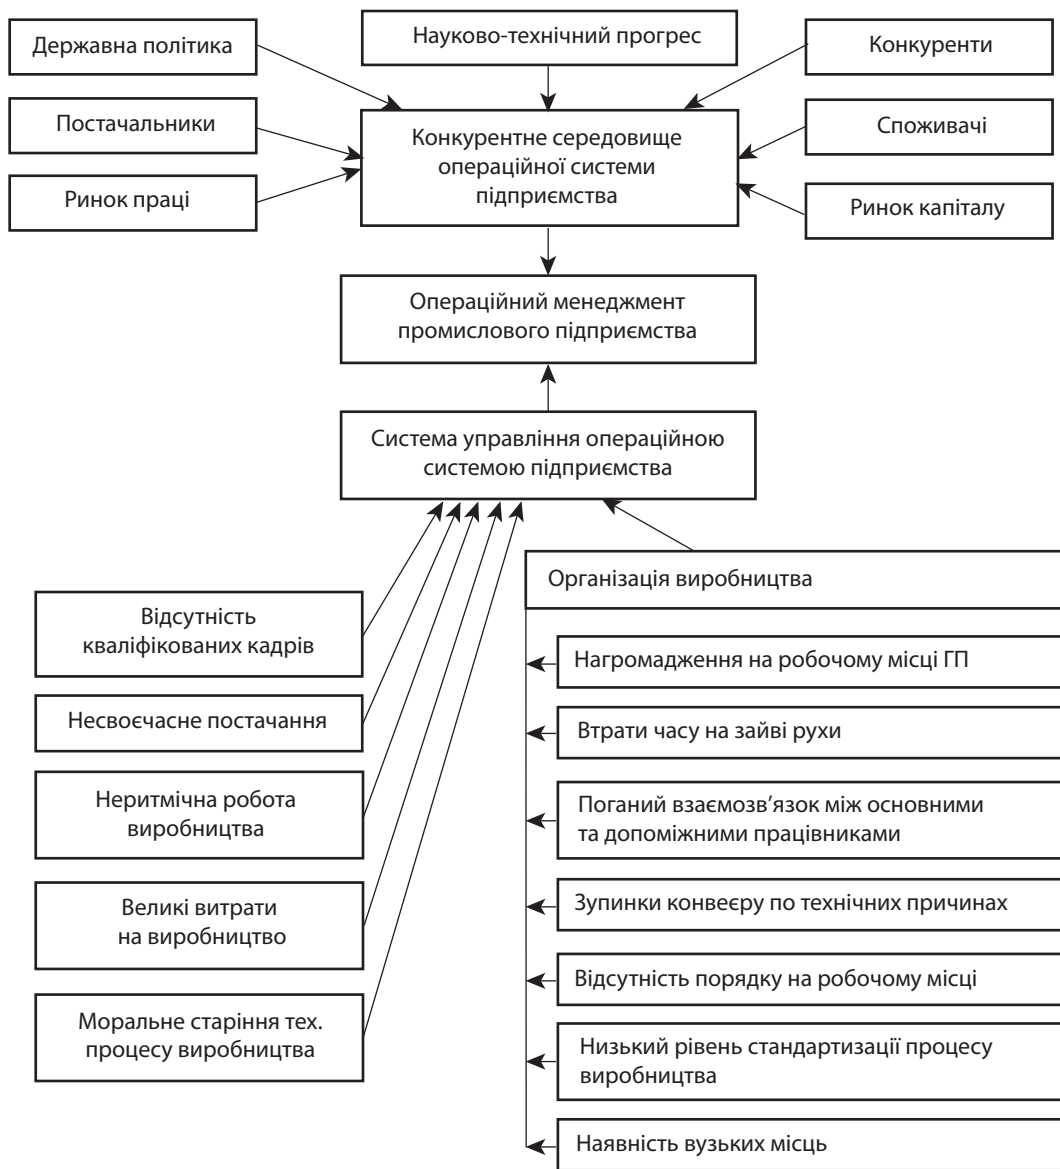 Державна політика
Науково-технічний прогрес
Конкуренти
Постачальники
Конкурентне середовище
операційної системи
підприємства
Споживачі
Ринок праці
Ринок капіталу
Операційний менеджмент
промислового підприємства
Система управління операційною
системою підприємства
Організація виробництва
Відсутність
кваліфікованих кадрів
Несвоєчасне постачання
Неритмічна робота
виробництва
Великі витрати
на виробництво
Моральне старіння тех.
процесу виробництва
Нагромадження на робочому місці ГП
Втрати часу на зайві рухи
Поганий взаємозв’язок між основними
та допоміжними працівниками
Зупинки конвеєру по технічних причинах
Відсутність порядку на робочому місці
Низький рівень стандартизації процесу
виробництва
Наявність вузьких місць